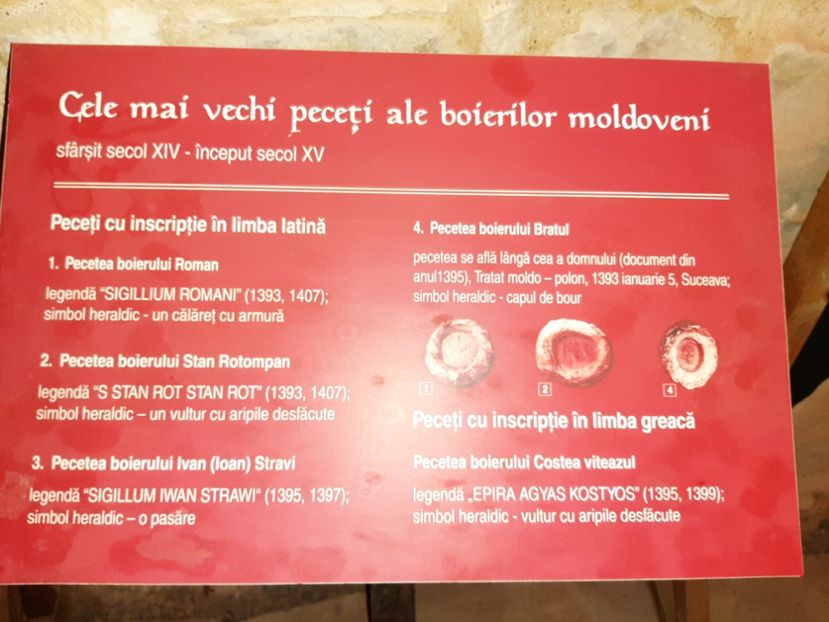 Cele mai vechi peceți ale boierilor moldoveni
sfârșit secol XIV - început secol XV
Peceți cu inscripție în limba latină
1. Pecetea boierului Roman
legendă "SIGILLIUM ROMANI" (1393, 1407);
simbol heraldic - un călăreț cu armură
2. Pecetea boierului Stan Rotompan
legendă "S STAN ROT STAN ROT" (1393, 1407);
simbol heraldic – un vultur cu aripile desfăcute
3. Pecetea boierului Ivan (Ioan) Stravi
legendă "SIGILLUM IWAN STRAWI" (1395, 1397);
simbol heraldic – o pasăre
4. Pecetea boierului Bratul
pecetea se află lângă cea a domnului (document din
anul1395), Tratat moldo – polon, 1393 ianuarie 5, Suceava;
simbol heraldic - capul de bour
1 2 4
Peceți cu inscripție în limba greacă
Pecetea boierului Costea viteazul
legendă „EPIRA AGYAS KOSTYOS" (1395, 1399);
simbol heraldic - vultur cu aripile desfăcute